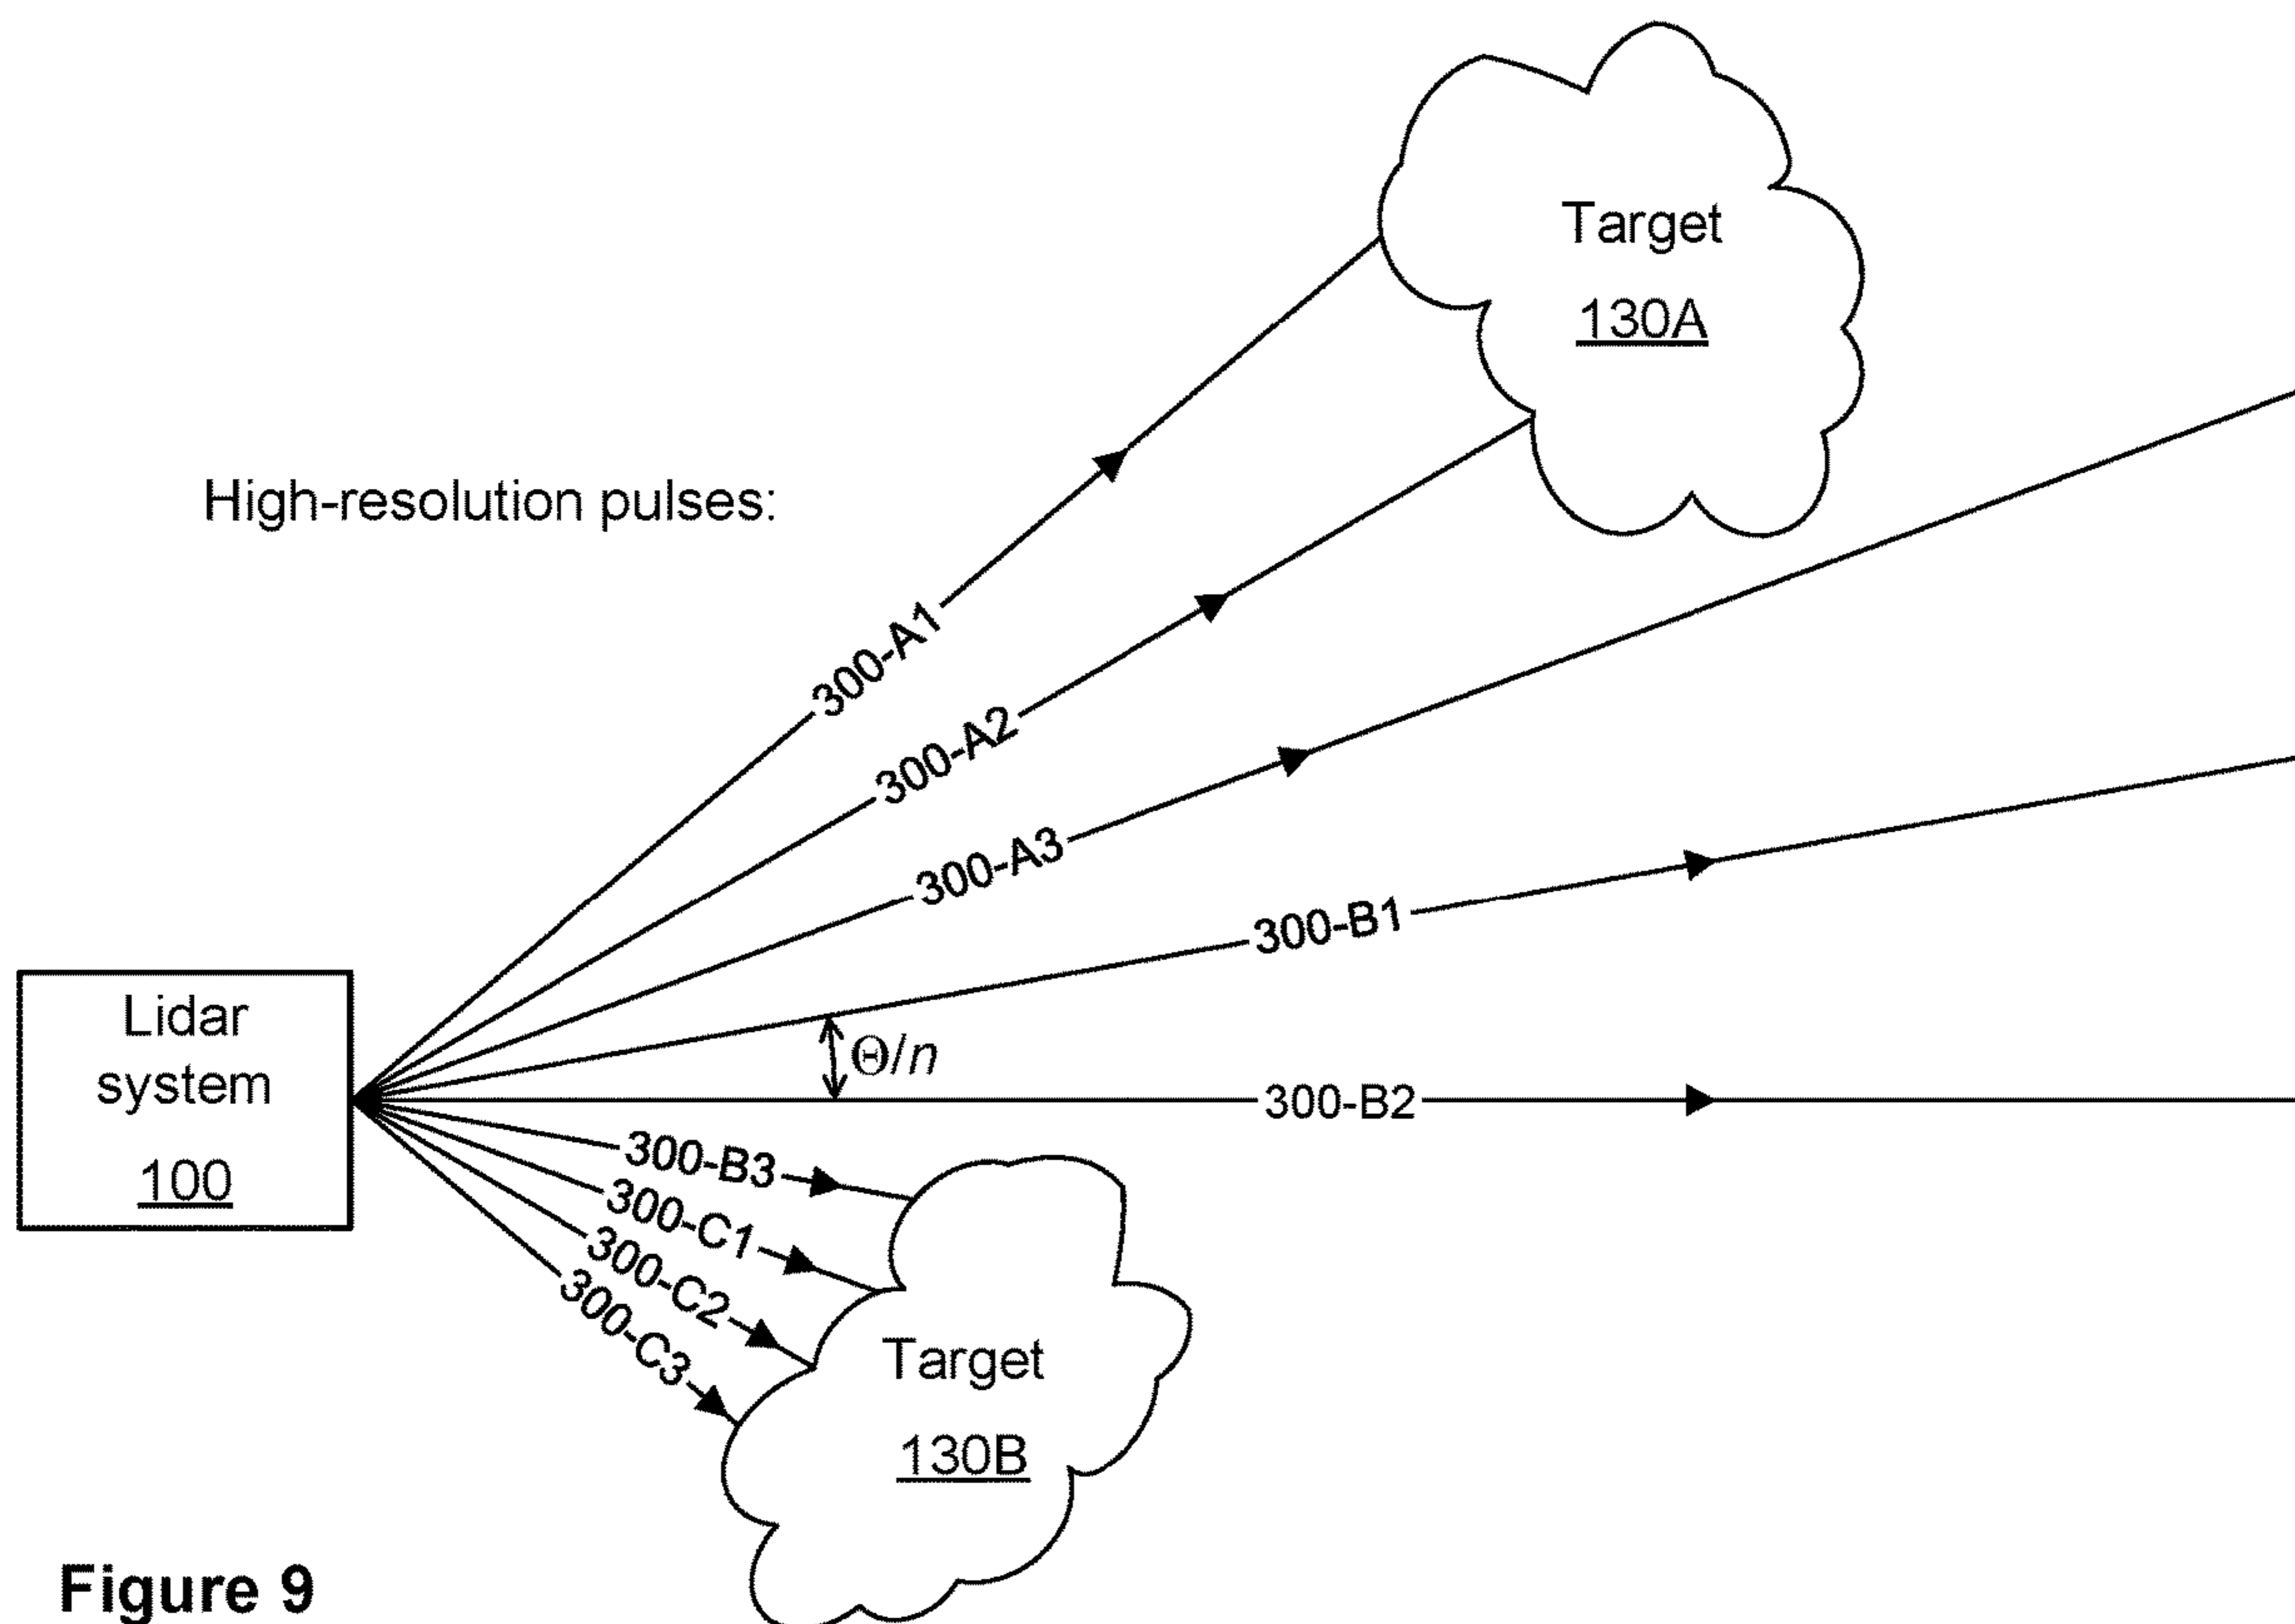 Target
130A
High-resolution pulses:
300-A1
300-A2
300-A3
300-B1
Lidar
system
100
Θ/n
300-B2
300-B3
300-C1
300-C2
300-C3
Target
130B
Figure 9